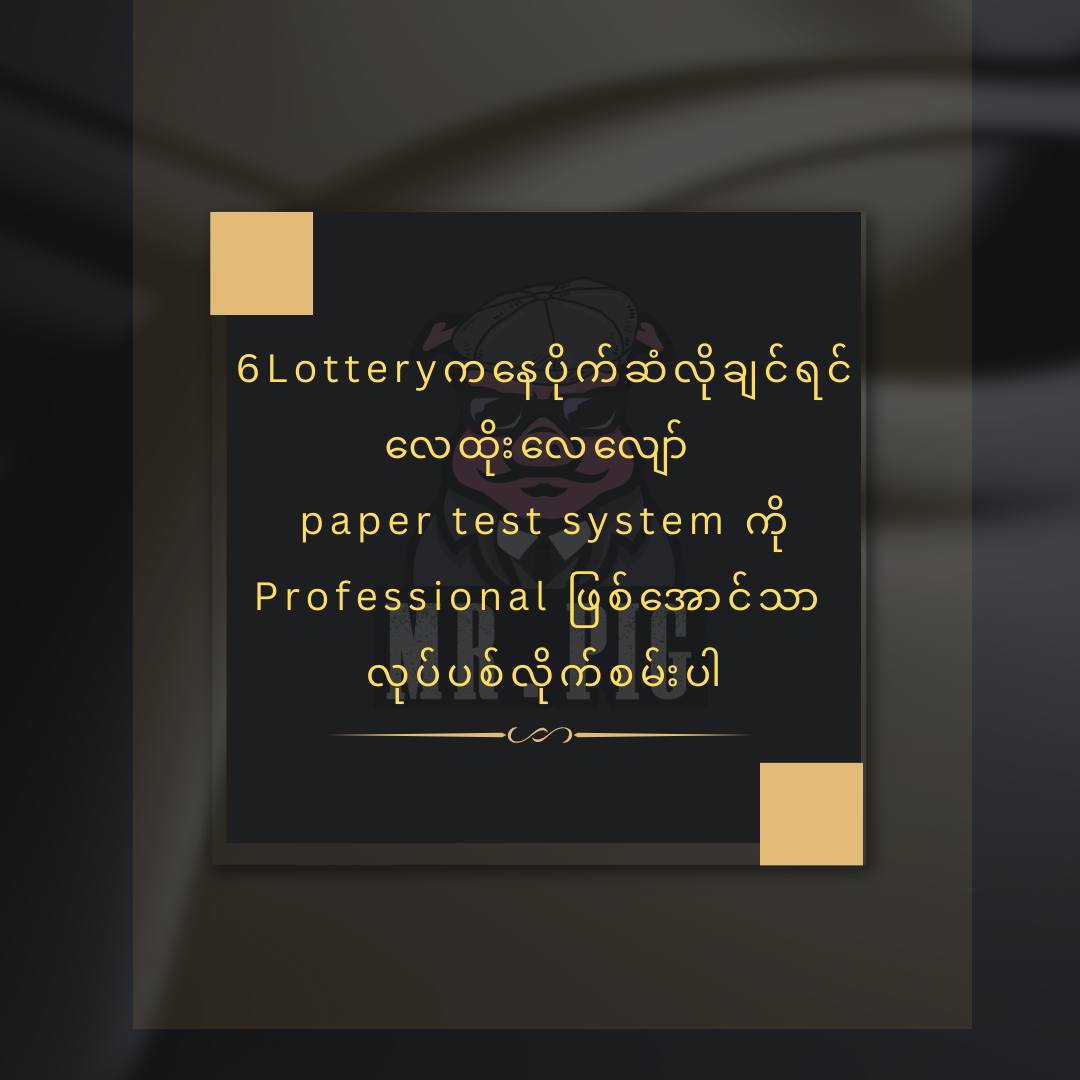 6Lotteryကနေပိုက်ဆံလိုချင်ရင်
လေထိုးလေလျော်
paper test system ကို
Professional ဖြစ်အောင်သာ
လုပ်ပစ်လိုက်စမ်းပါ
MR. PIG